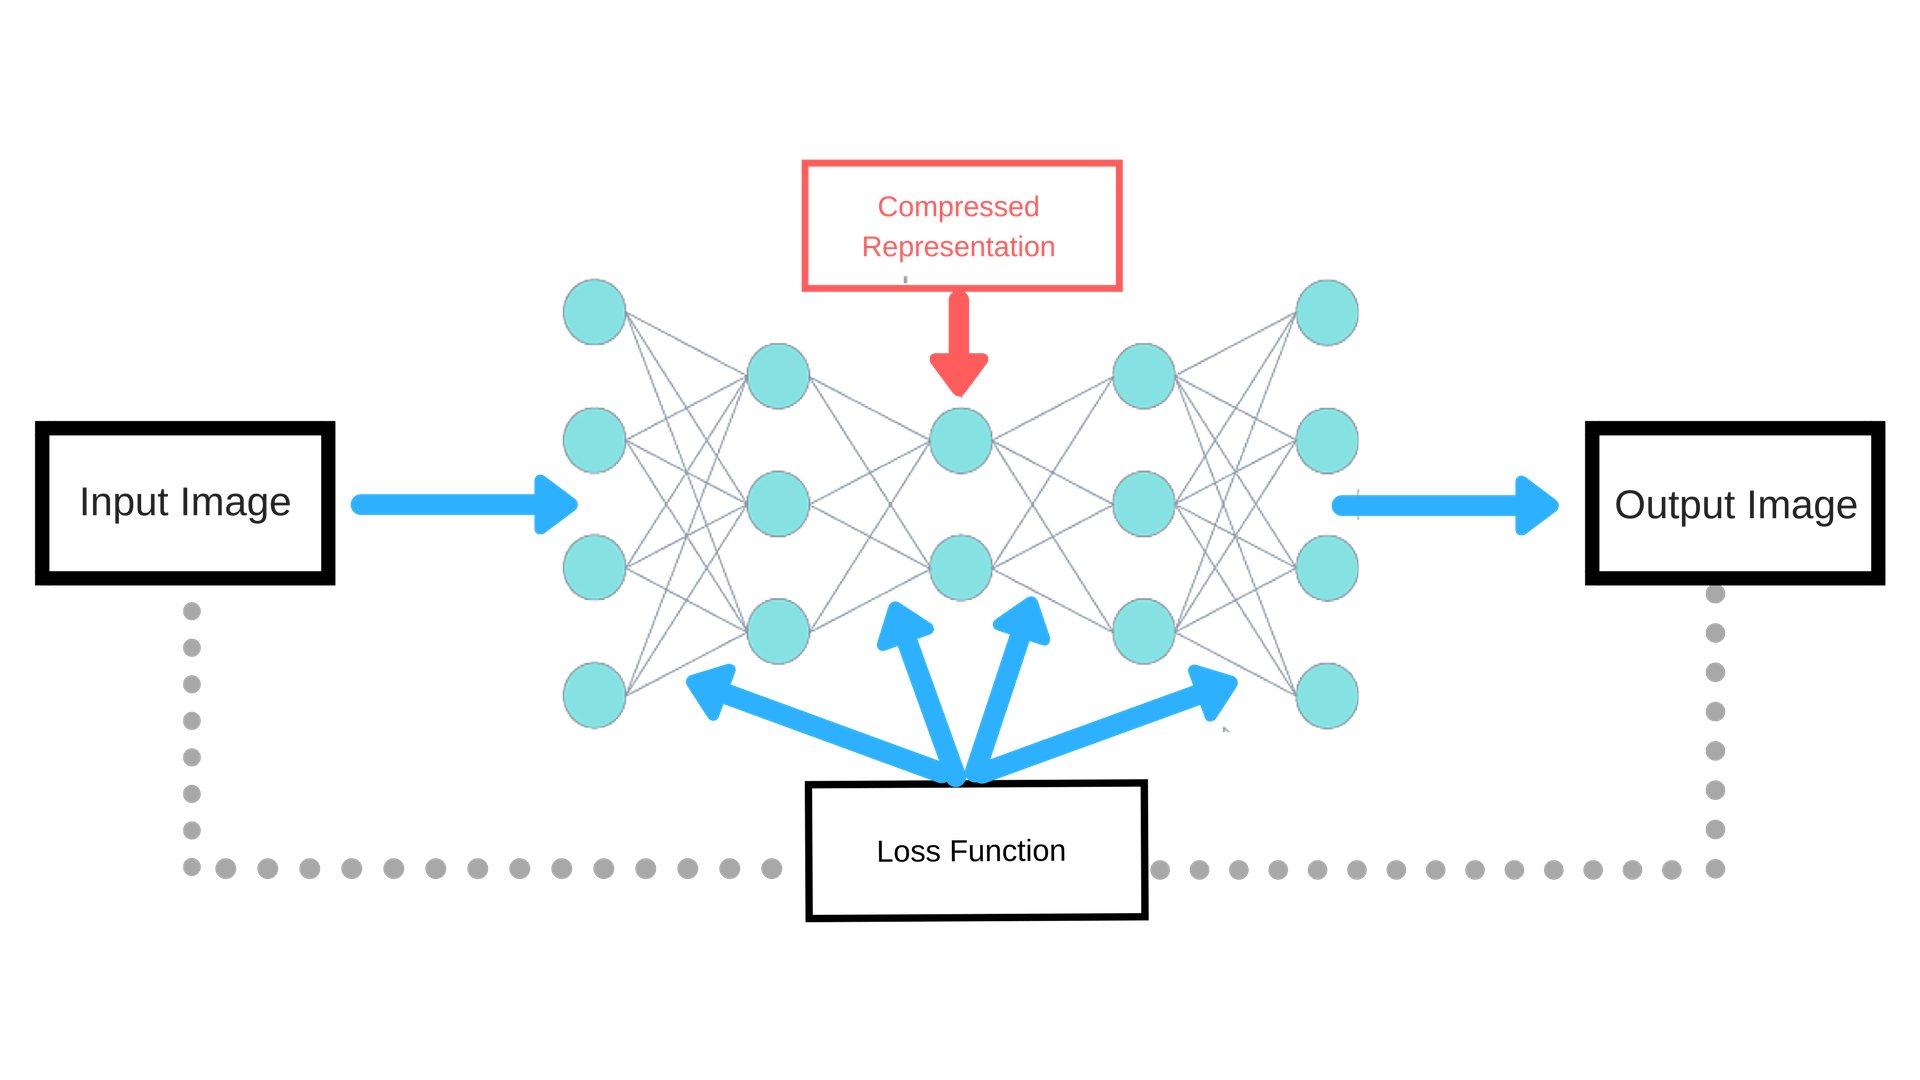 Compressed
Representation
Input Image
Output Image
Loss Function